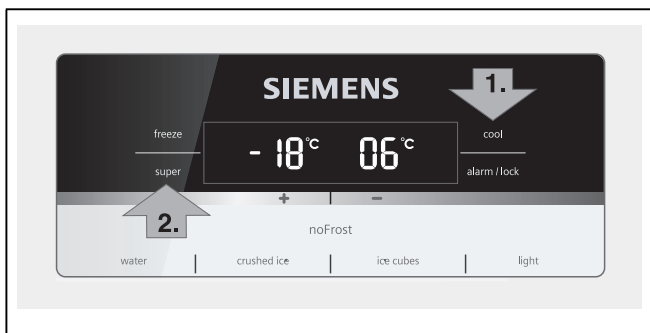 SIEMENS
1.
freeze
- 18°C 06°C
cool
super
alarm / lock
+ −
2.
noFrost
water
crushed ice
ice cubes
light